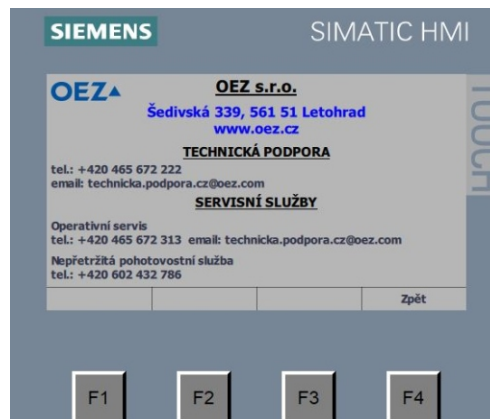 SIEMENS
SIMATIC HMI
TOUCH
OEZ
OEZ s.r.o.
Šedivská 339, 561 51 Letohrad
www.oez.cz
TECHNICKÁ PODPORA
tel.: +420 465 672 222
email: technicka.podpora.cz@oez.com
SERVISNÍ SLUŽBY
Operativní servis
tel.: +420 465 672 313 email: technicka.podpora.cz@oez.com
Nepřetržitá pohotovostní služba
tel.: +420 602 432 786
Zpět
F1 F2 F3 F4